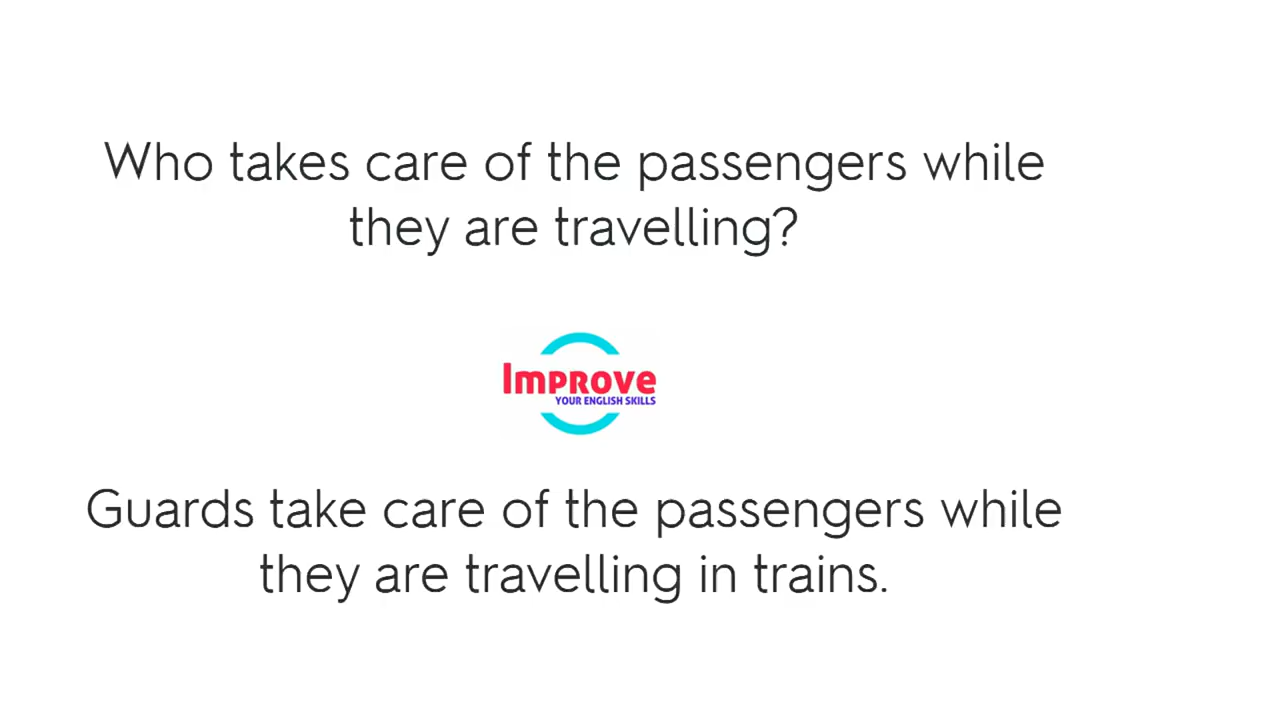 Who takes care of the passengers while
they are travelling?
Improve
YOUR ENGLISH SKILLS
Guards take care of the passengers while
they are travelling in trains.